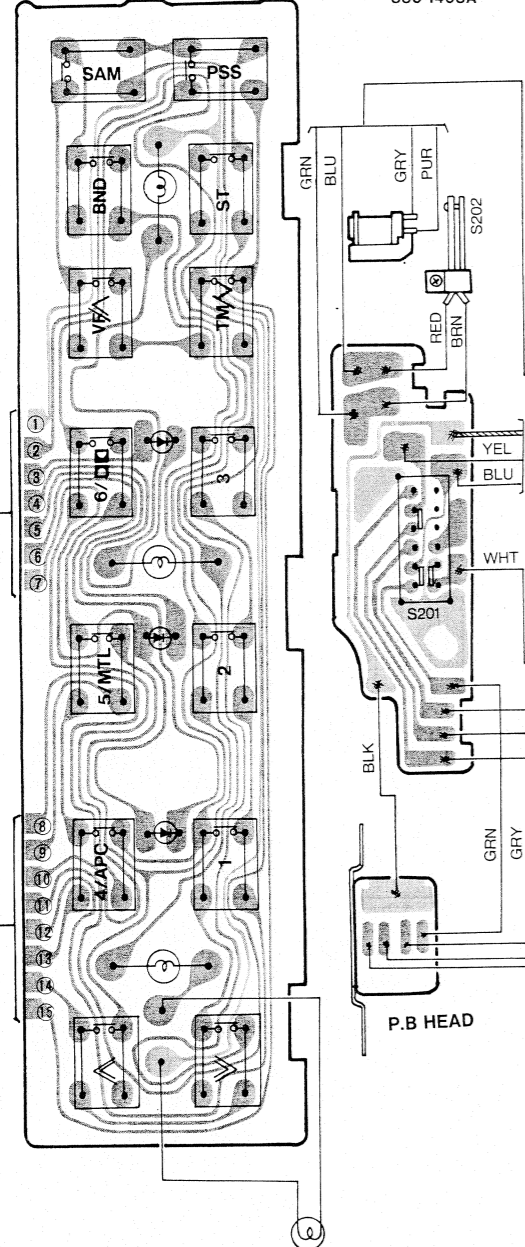 SAM
PSS
BND
ST
TM
GRN
BLU
GRY
PUR
S202
RED
BRN
1
2
3
4
5
6
7
6/
3
YEL
BLU
WHT
S201
5/MTL
2
BLK
GRN
GRY
8
9
10
11
12
13
14
15
4/APC
1
P.B HEAD